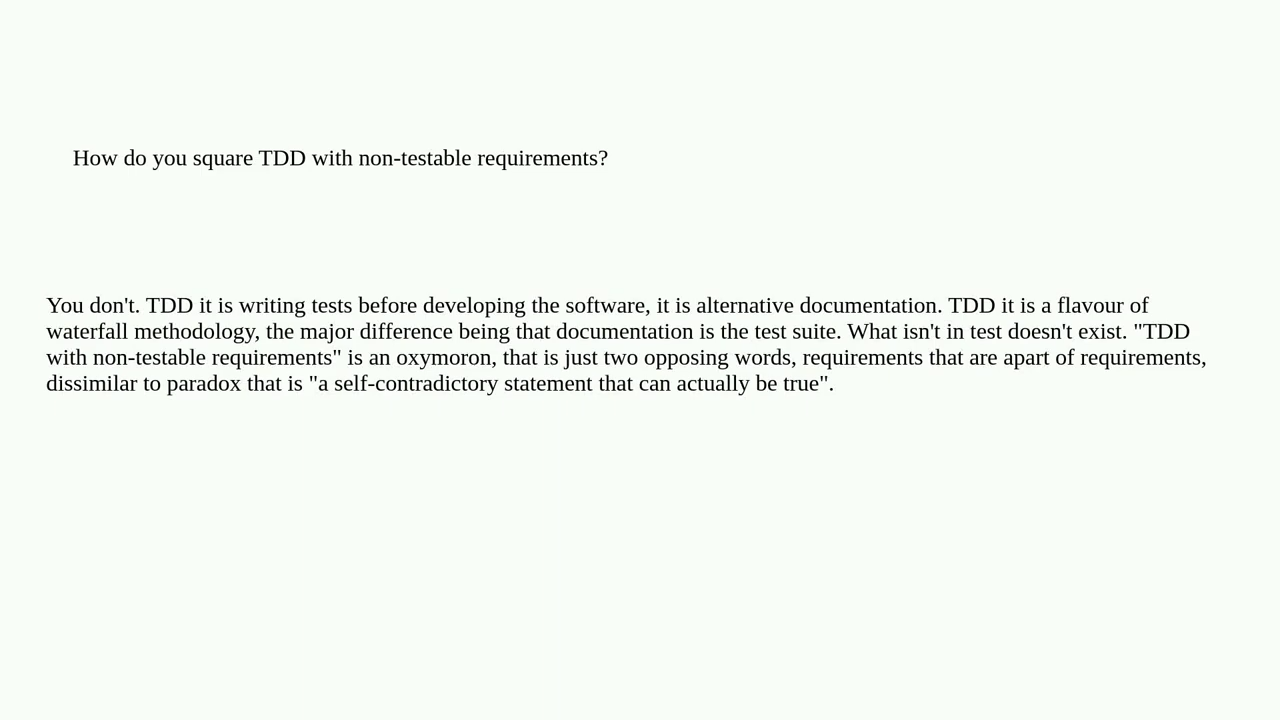 How do you square TDD with non-testable requirements?
You don't. TDD it is writing tests before developing the software, it is alternative documentation. TDD it is a flavour of
waterfall methodology, the major difference being that documentation is the test suite. What isn't in test doesn't exist. "TDD
with non-testable requirements" is an oxymoron, that is just two opposing words, requirements that are apart of requirements,
dissimilar to paradox that is "a self-contradictory statement that can actually be true".